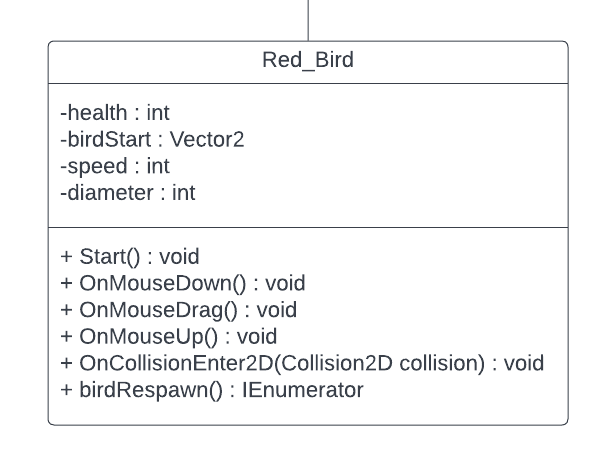 Red_Bird
-health : int
-birdStart : Vector2
-speed : int
-diameter : int
+ Start() : void
+ OnMouseDown() : void
+ OnMouseDrag() : void
+ OnMouseUp() : void
+ OnCollisionEnter2D(Collision2D collision) : void
+ birdRespawn() : IEnumerator